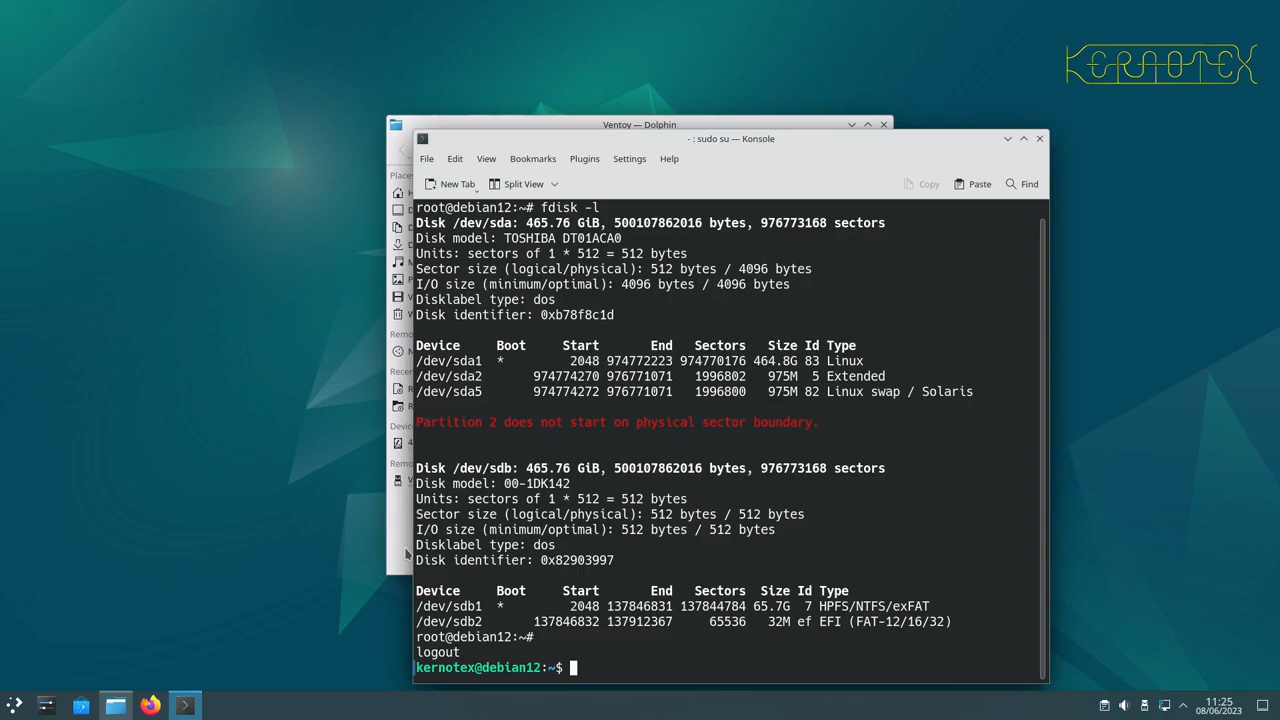 KERNOTEX
Ventoy — Dolphin
- : sudo su — Konsole
File Edit View Bookmarks Plugins Settings Help
New Tab Split View Copy Paste Find
Places
Remo
Recen
Device
Remo
root@debian12:~# fdisk -l
Disk /dev/sda: 465.76 GiB, 500107862016 bytes, 976773168 sectors
Disk model: TOSHIBA DT01ACA0
Units: sectors of 1 * 512 = 512 bytes
Sector size (logical/physical): 512 bytes / 4096 bytes
I/O size (minimum/optimal): 4096 bytes / 4096 bytes
Disklabel type: dos
Disk identifier: 0xb78f8c1d
Device Boot Start End Sectors Size Id Type
/dev/sda1 * 2048 974772223 974770176 464.8G 83 Linux
/dev/sda2 974774270 976771071 1996802 975M 5 Extended
/dev/sda5 974774272 976771071 1996800 975M 82 Linux swap / Solaris
Partition 2 does not start on physical sector boundary.
Disk /dev/sdb: 465.76 GiB, 500107862016 bytes, 976773168 sectors
Disk model: 00-1DK142
Units: sectors of 1 * 512 = 512 bytes
Sector size (logical/physical): 512 bytes / 512 bytes
I/O size (minimum/optimal): 512 bytes / 512 bytes
Disklabel type: dos
Disk identifier: 0x82903997
Device Boot Start End Sectors Size Id Type
/dev/sdb1 * 2048 137846831 137844784 65.7G 7 HPFS/NTFS/exFAT
/dev/sdb2 137846832 137912367 65536 32M ef EFI (FAT-12/16/32)
root@debian12:~#
logout
kernotex@debian12:~$
11:25
08/06/2023